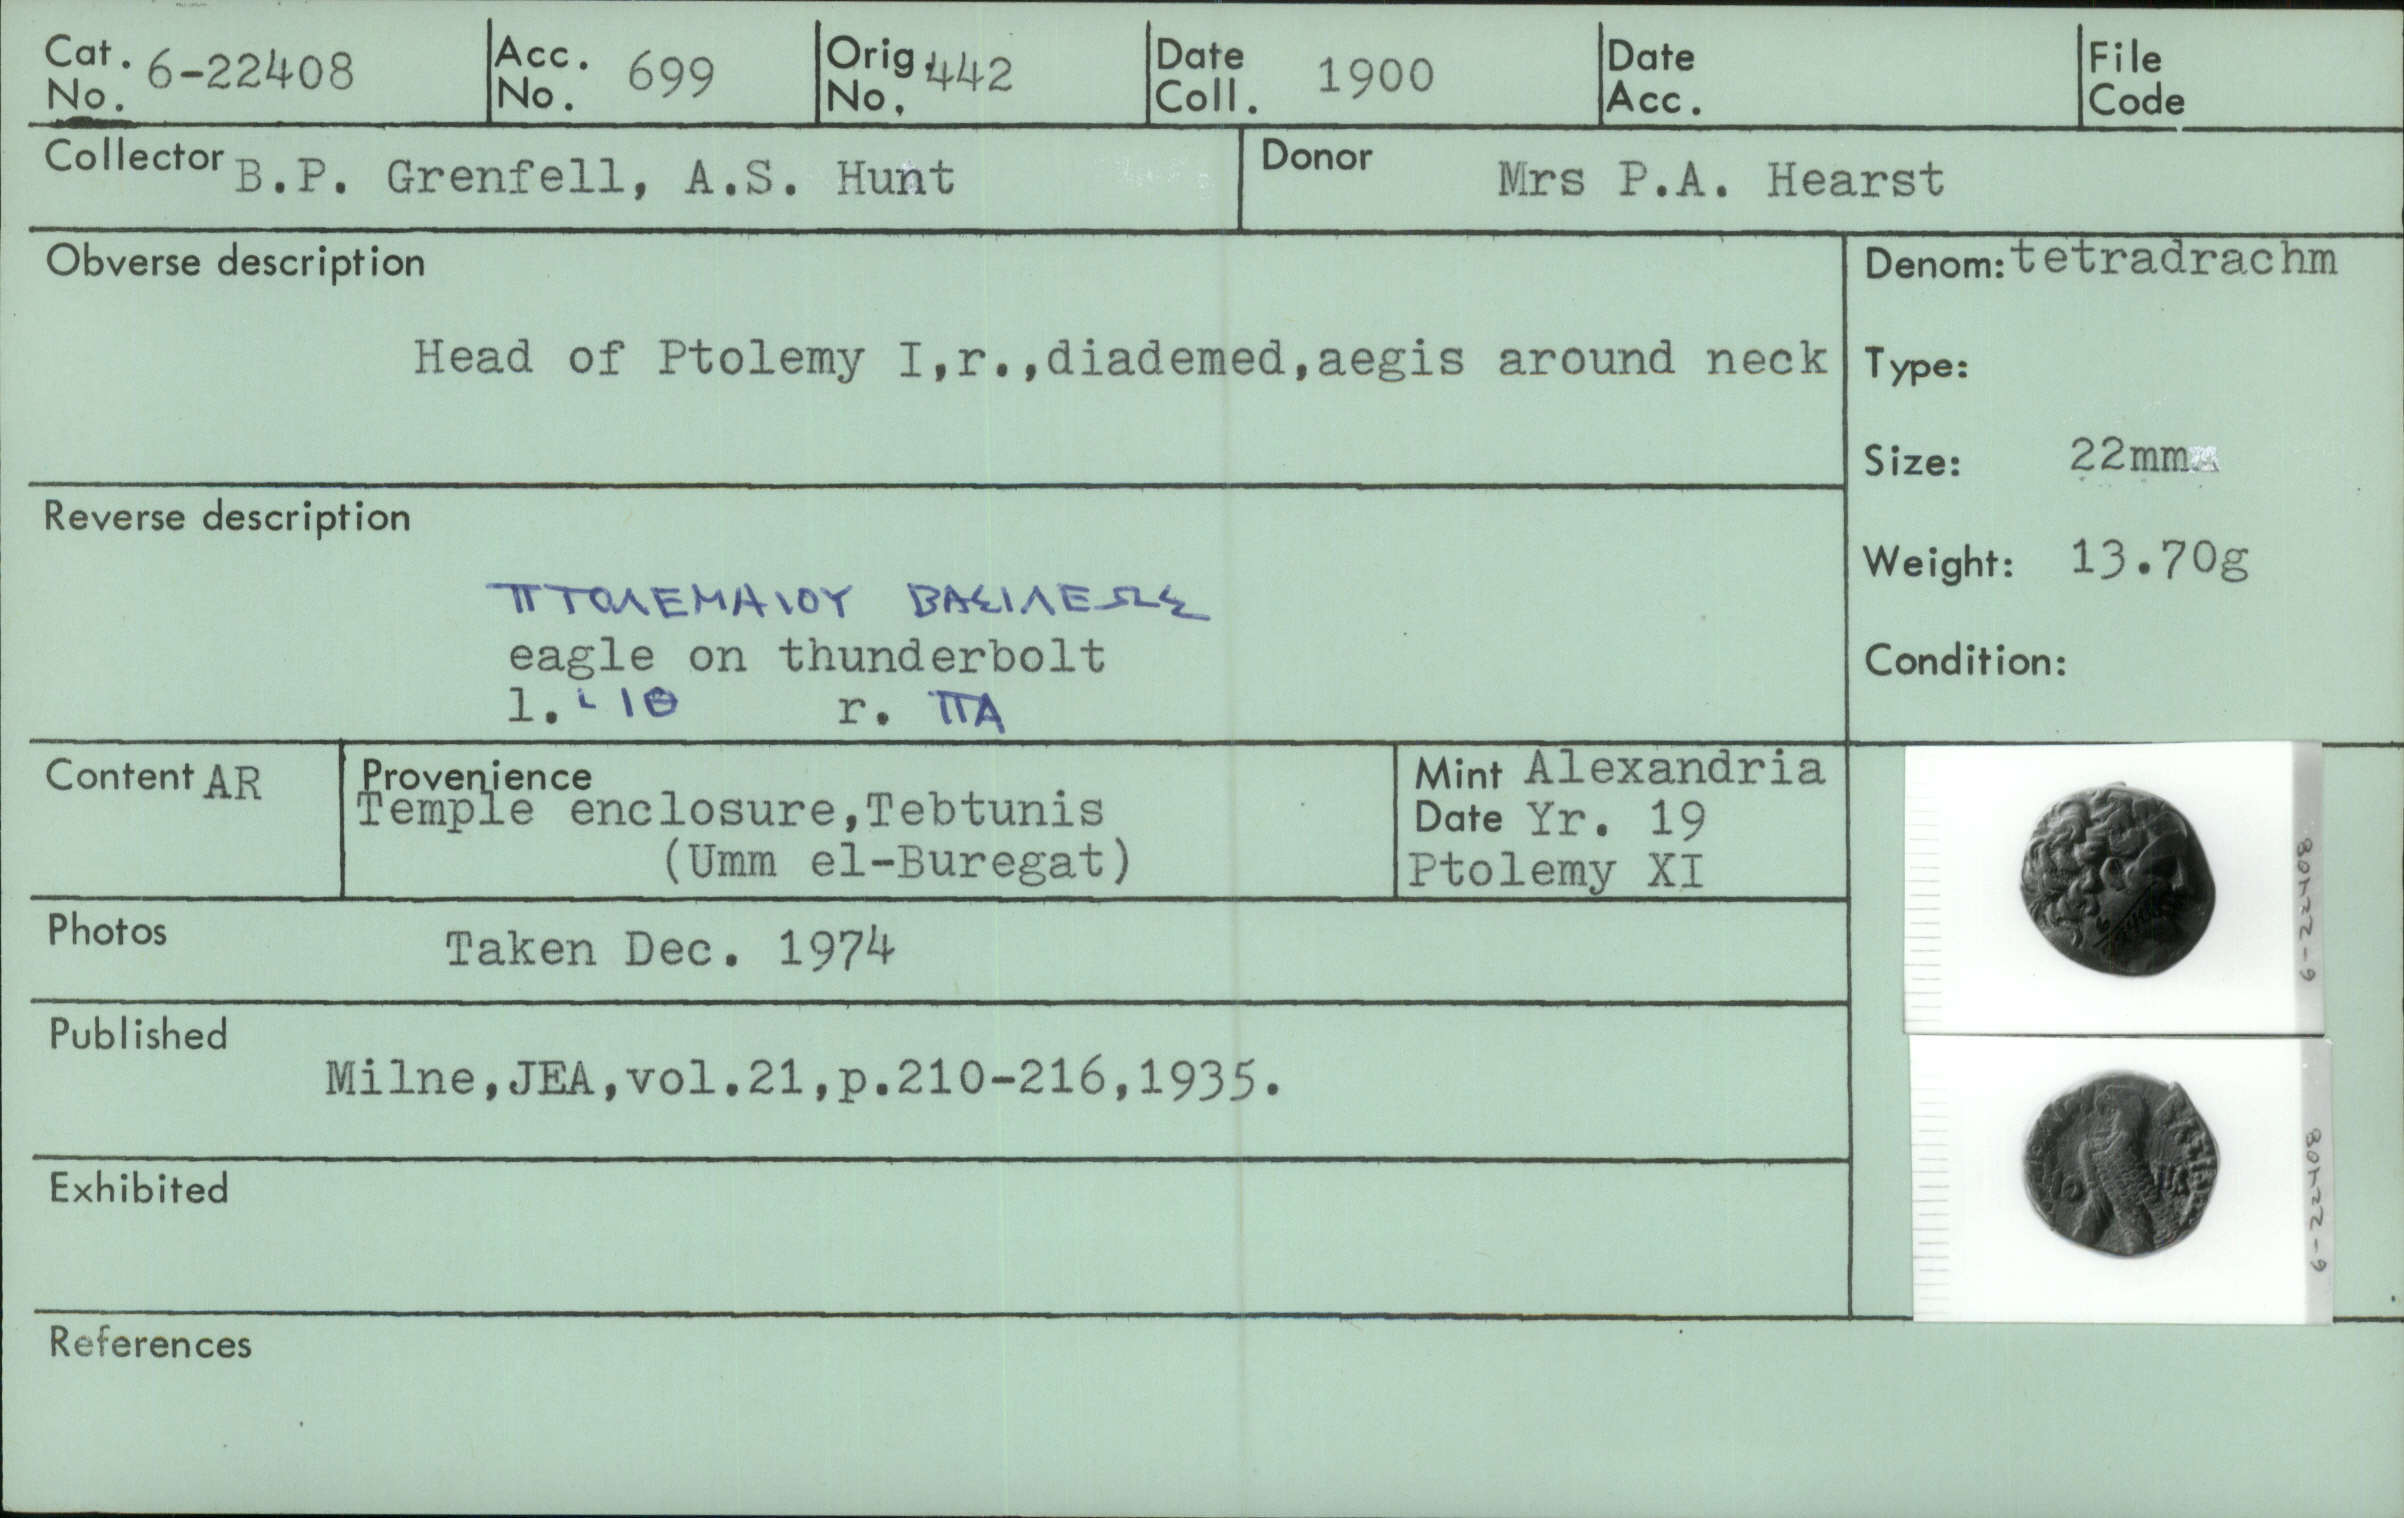 Cat. No. 6-22408
Acc. No. 699
Orig. No. 442
Date Coll. 1900
Date Acc.
File Code
Collector B.P. Grenfell, A.S. Hunt
Donor Mrs P.A. Hearst
Obverse description
Head of Ptolemy I,r.,diademed,aegis around neck
Denom: tetradrachm
Type:
Size: 22mm
Weight: 13.70g
Condition:
Reverse description
ΠΤΟΛΕΜΑΙΟΥ ΒΑΣΙΛΕΩΣ
eagle on thunderbolt
l. L ΙΘ r. ΠΑ
Content AR
Provenience
Temple enclosure,Tebtunis
(Umm el-Buregat)
Mint Alexandria
Date Yr. 19
Ptolemy XI
Photos
Taken Dec. 1974
Published
Milne,JEA,vol.21,p.210-216,1935.
Exhibited
References
6-22408
6-22408